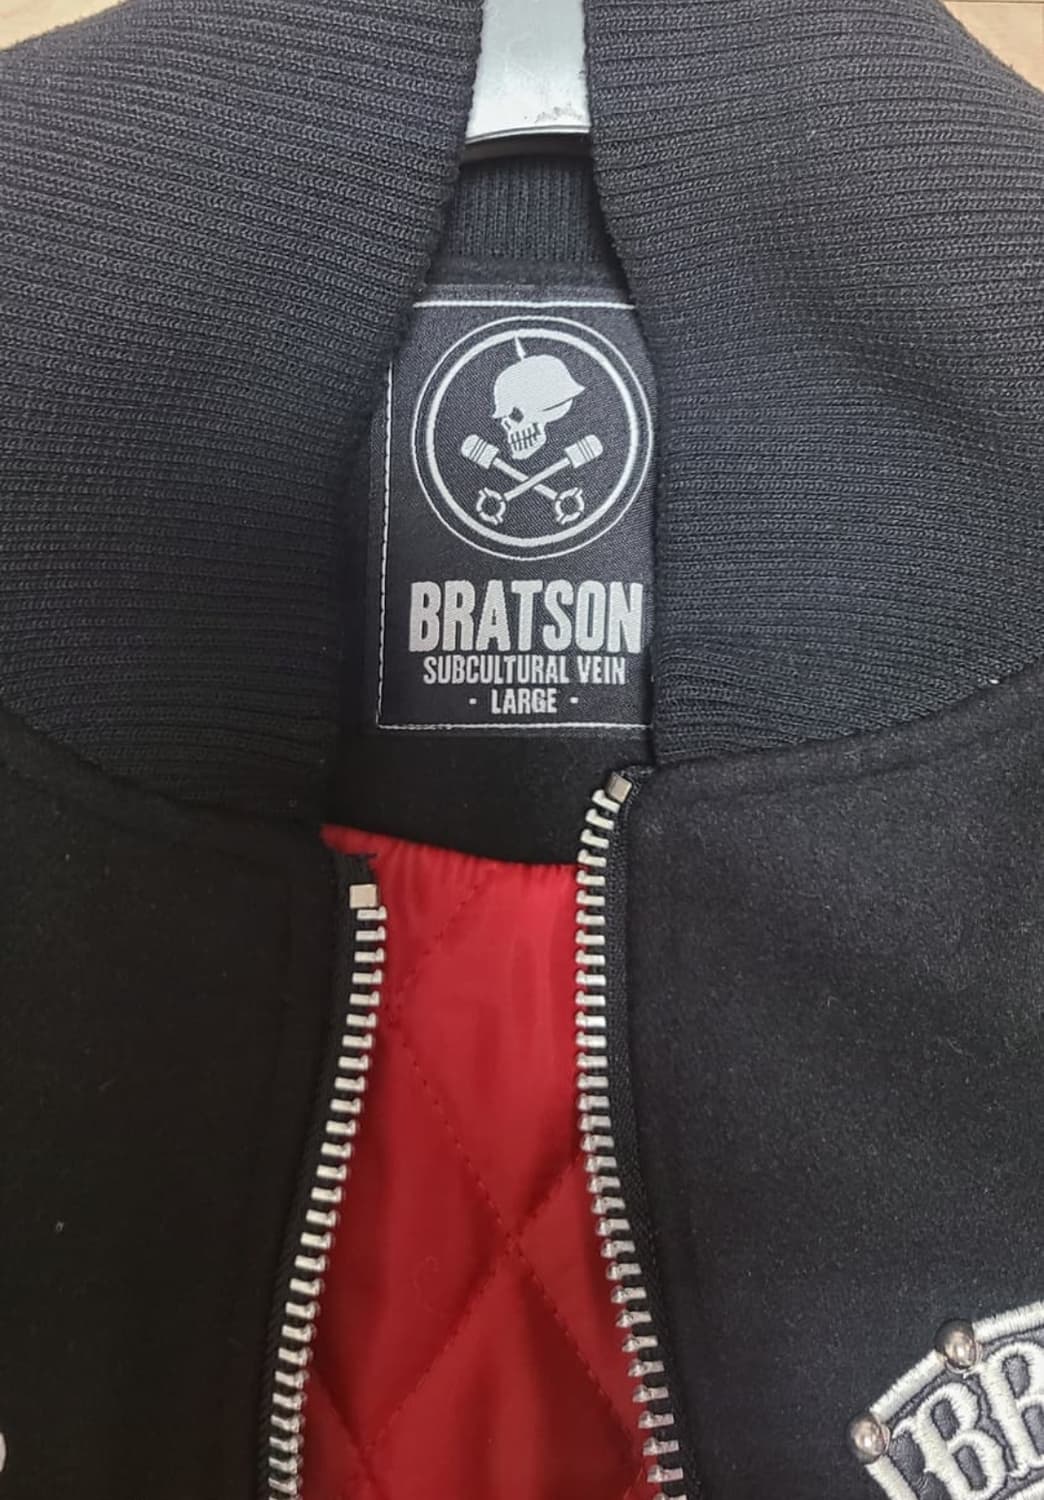 BRATSON
SUBCULTURAL VEIN
- LARGE -